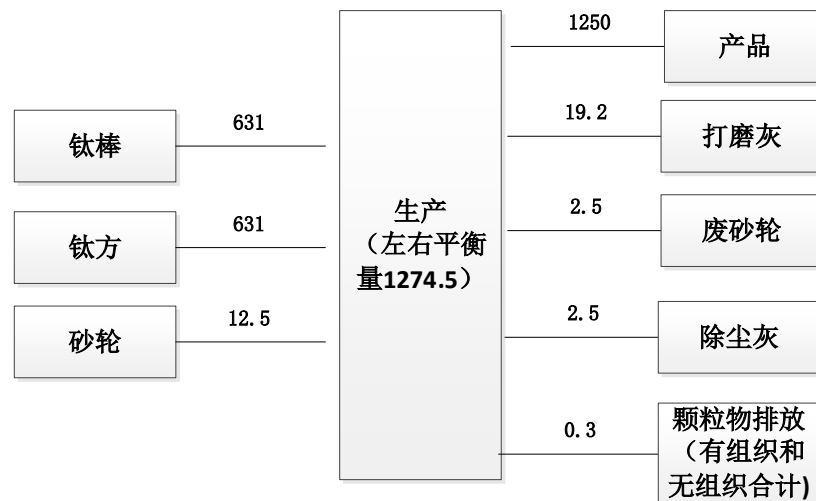 钛棒
631
钛方
631
砂轮
12.5
生产
（左右平衡
量1274.5）
1250
产品
19.2
打磨灰
2.5
废砂轮
2.5
除尘灰
0.3
颗粒物排放
（有组织和
无组织合计)